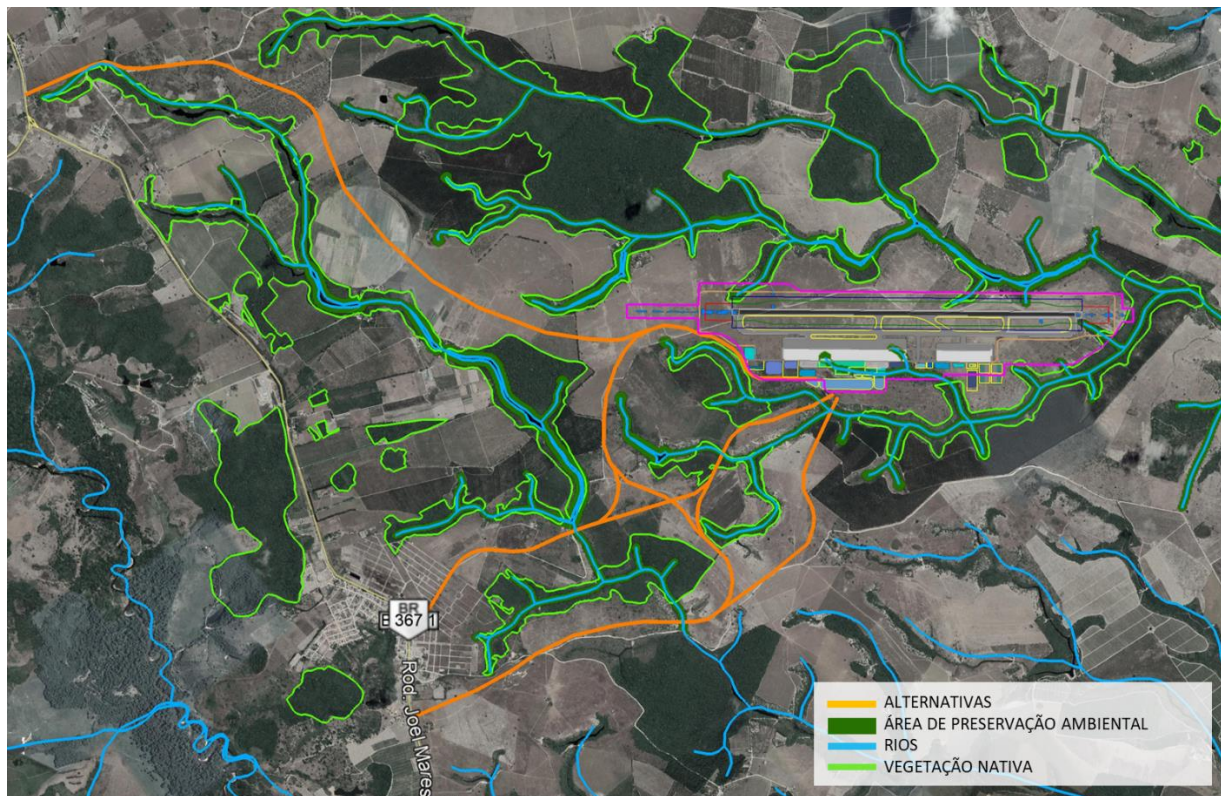 BR
367
Rod. Joel Mares
ALTERNATIVAS
ÁREA DE PRESERVAÇÃO AMBIENTAL
RIOS
VEGETAÇÃO NATIVA